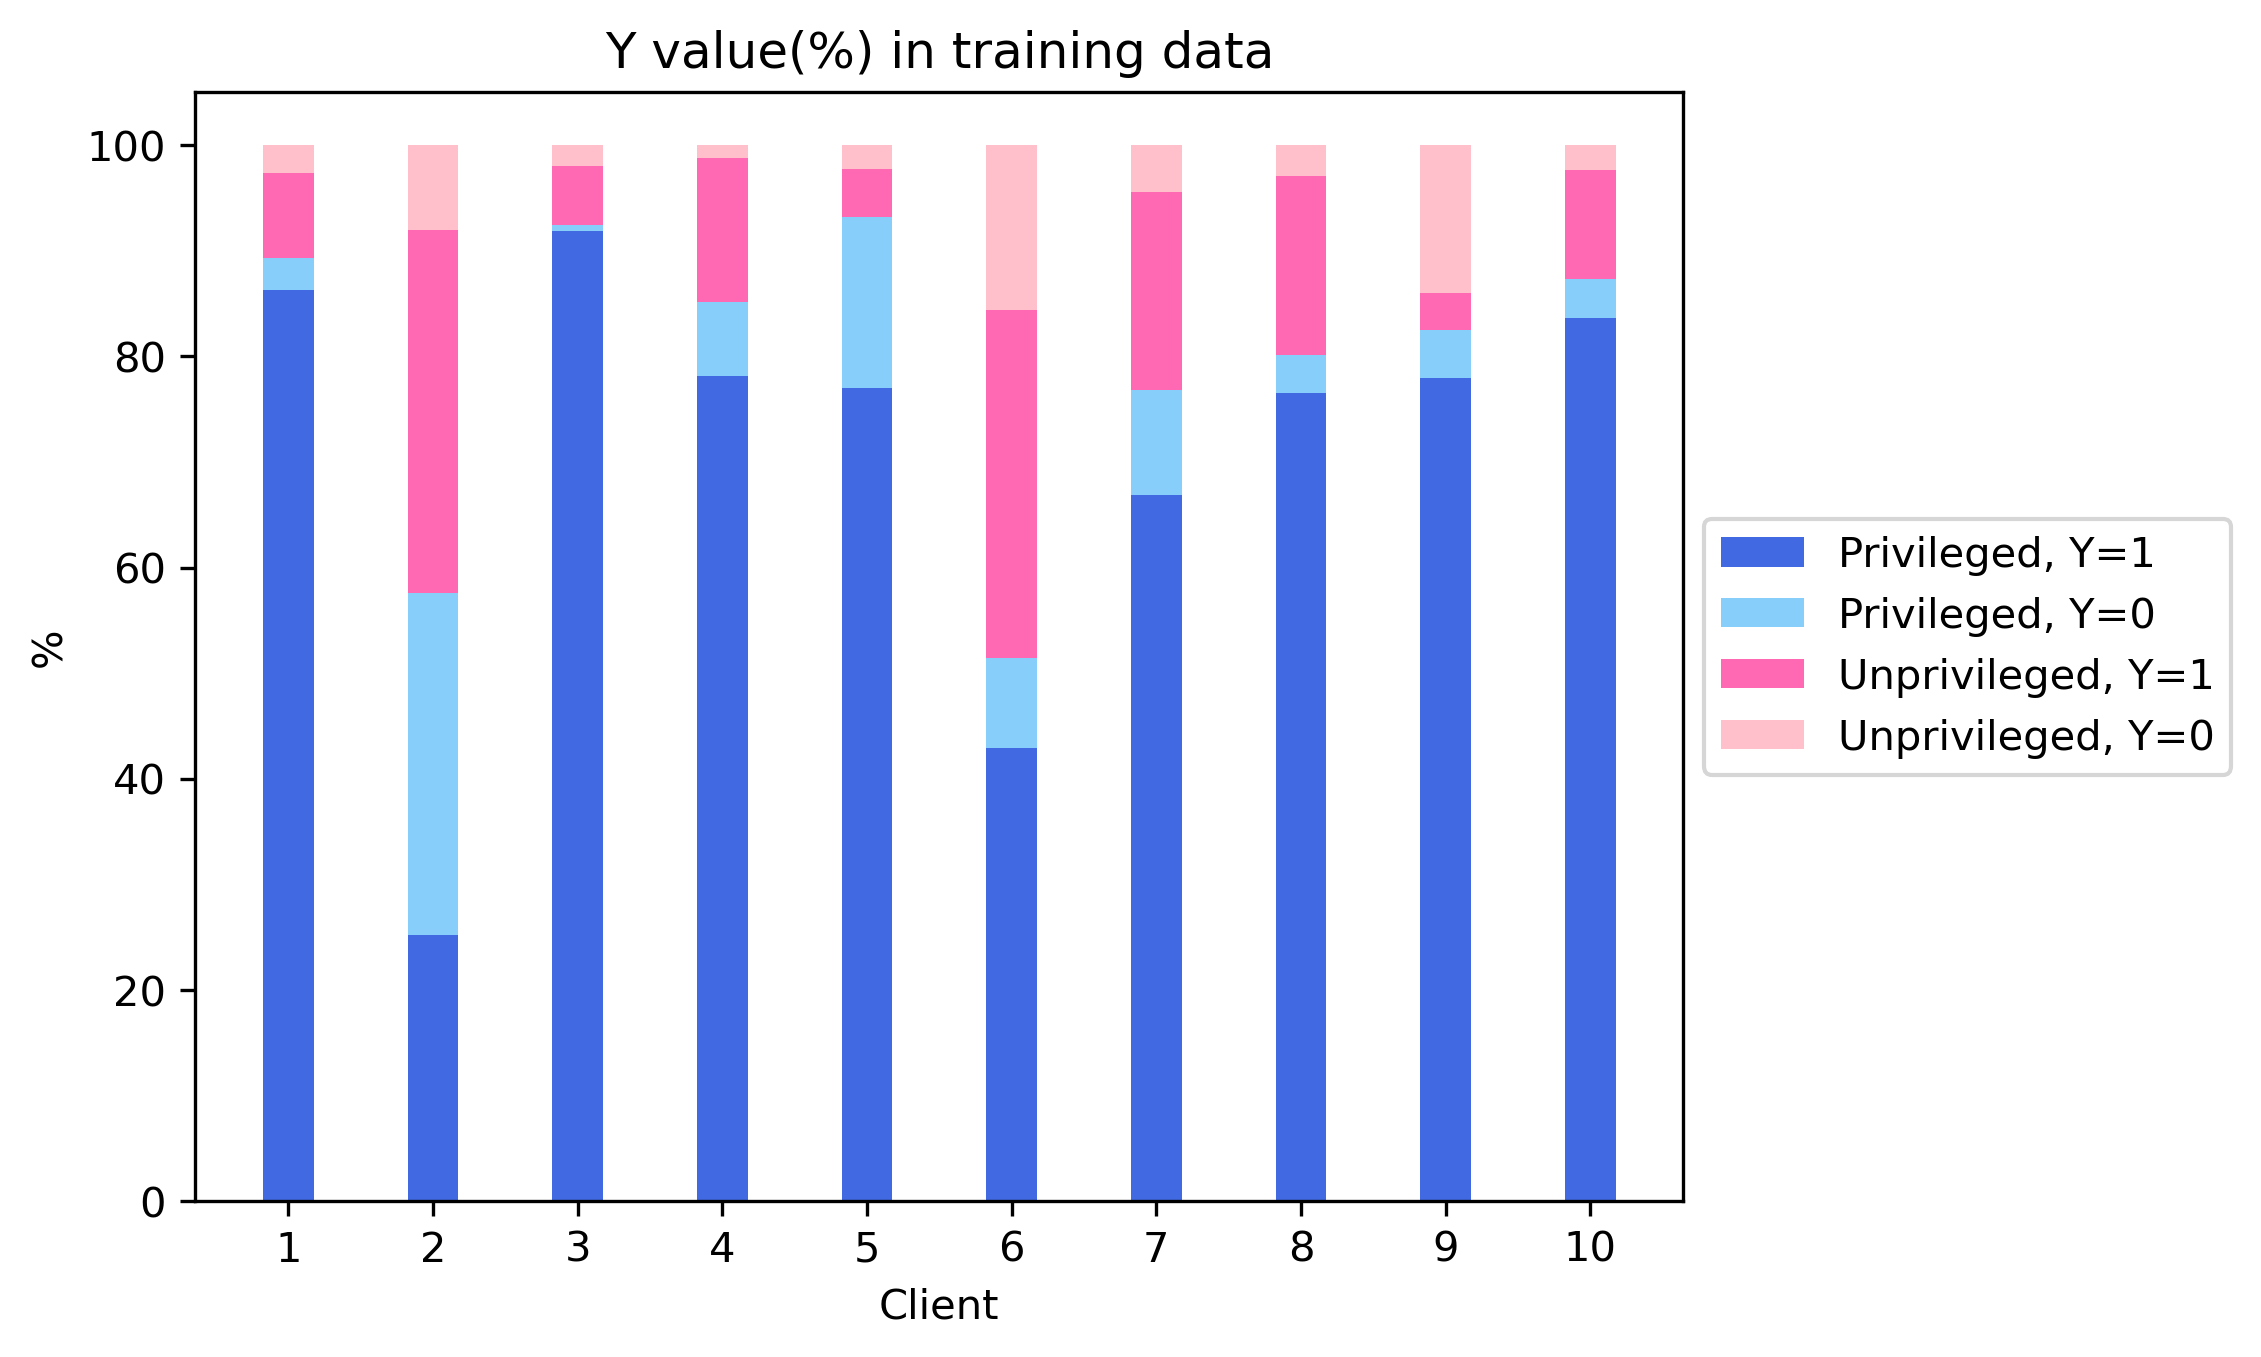 Y value(%) in training data
100
80
60
40
20
0
%
1 2 3 4 5 6 7 8 9 10
Client
Privileged, Y=1
Privileged, Y=0
Unprivileged, Y=1
Unprivileged, Y=0